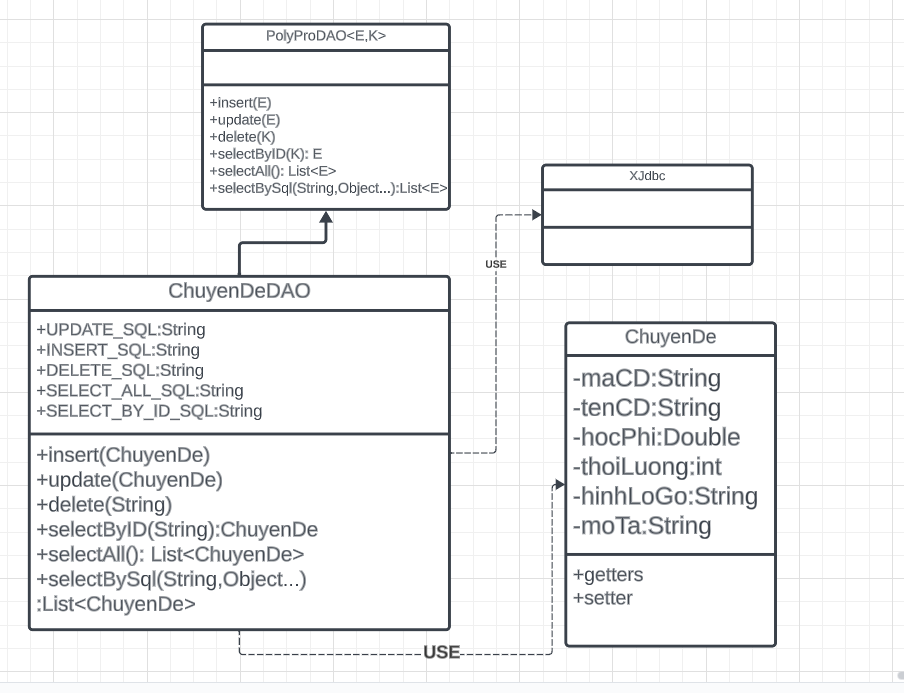 PolyProDAO<E,K>
+insert(E)
+update(E)
+delete(K)
+selectByID(K): E
+selectAll(): List<E>
+selectBySql(String,Object...):List<E>
XJdbc
USE
ChuyenDeDAO
+UPDATE_SQL:String
+INSERT_SQL:String
+DELETE_SQL:String
+SELECT_ALL_SQL:String
+SELECT_BY_ID_SQL:String
+insert(ChuyenDe)
+update(ChuyenDe)
+delete(String)
+selectByID(String):ChuyenDe
+selectAll(): List<ChuyenDe>
+selectBySql(String,Object...)
:List<ChuyenDe>
ChuyenDe
-maCD:String
-tenCD:String
-hocPhi:Double
-thoiLuong:int
-hinhLoGo:String
-moTa:String
+getters
+setter
USE